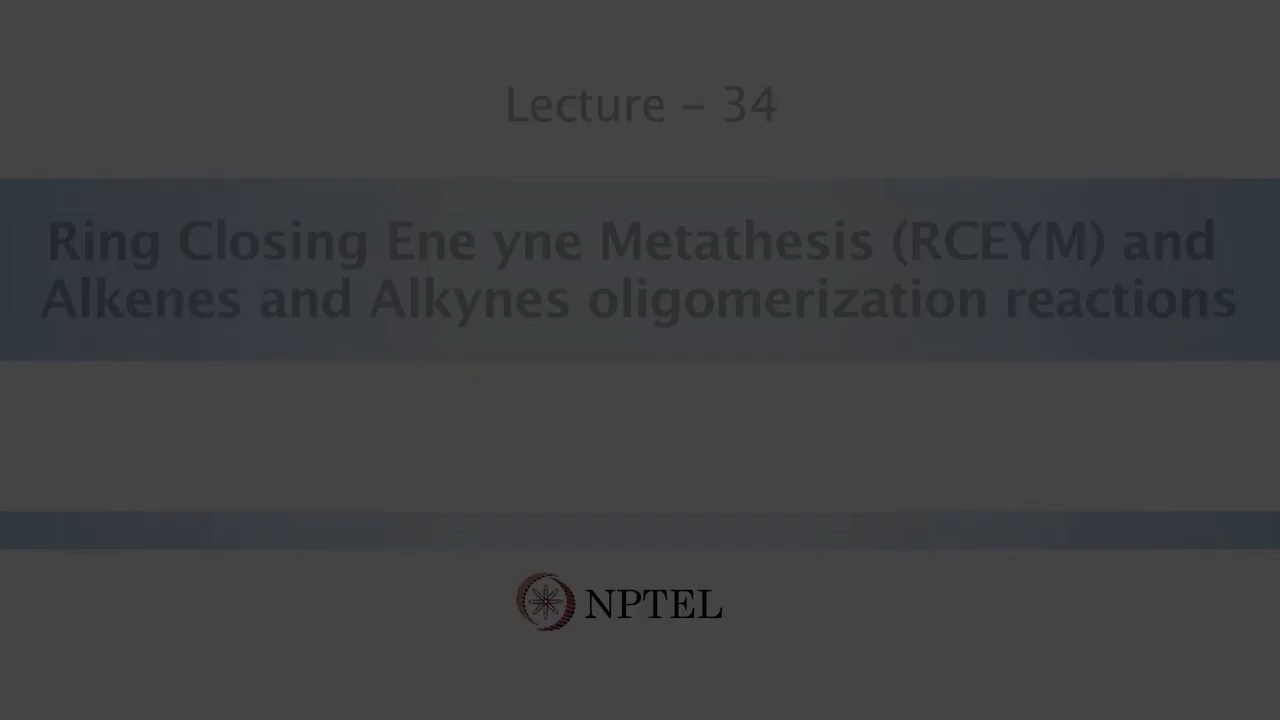 Lecture – 34
Ring Closing Ene yne Metathesis (RCEYM) and
Alkenes and Alkynes oligomerization reactions
NPTEL